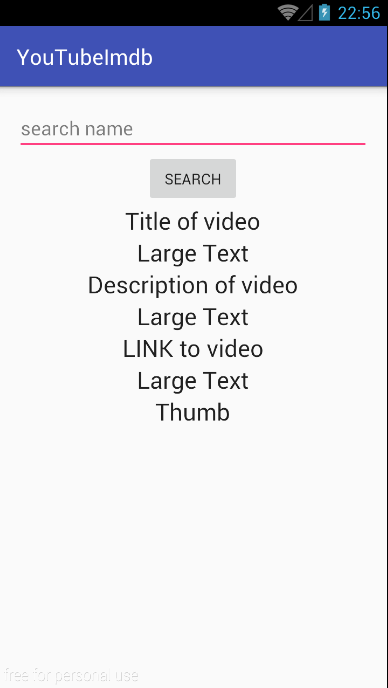 22:56
YouTubeImdb
search name
SEARCH
Title of video
Large Text
Description of video
Large Text
LINK to video
Large Text
Thumb
free for personal use